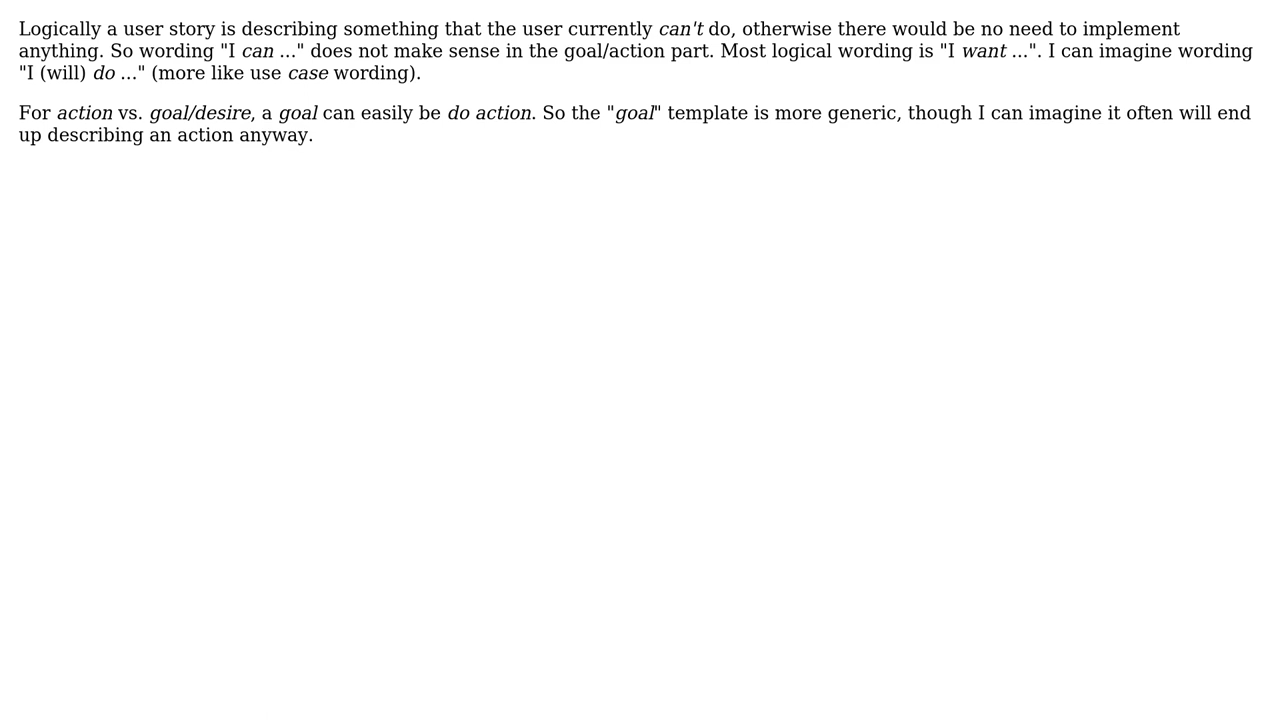 Logically a user story is describing something that the user currently can't do, otherwise there would be no need to implement
anything. So wording "I can ..." does not make sense in the goal/action part. Most logical wording is "I want ...". I can imagine wording
"I (will) do ..." (more like use case wording).
For action vs. goal/desire, a goal can easily be do action. So the "goal" template is more generic, though I can imagine it often will end
up describing an action anyway.